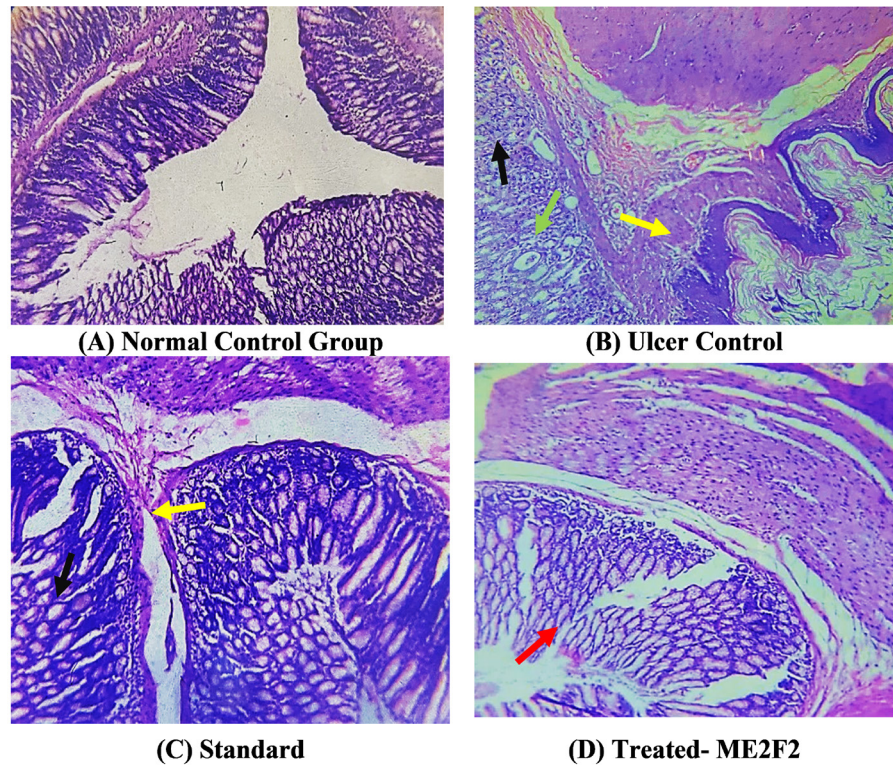 (A) Normal Control Group
(B) Ulcer Control
(C) Standard
(D) Treated- ME2F2